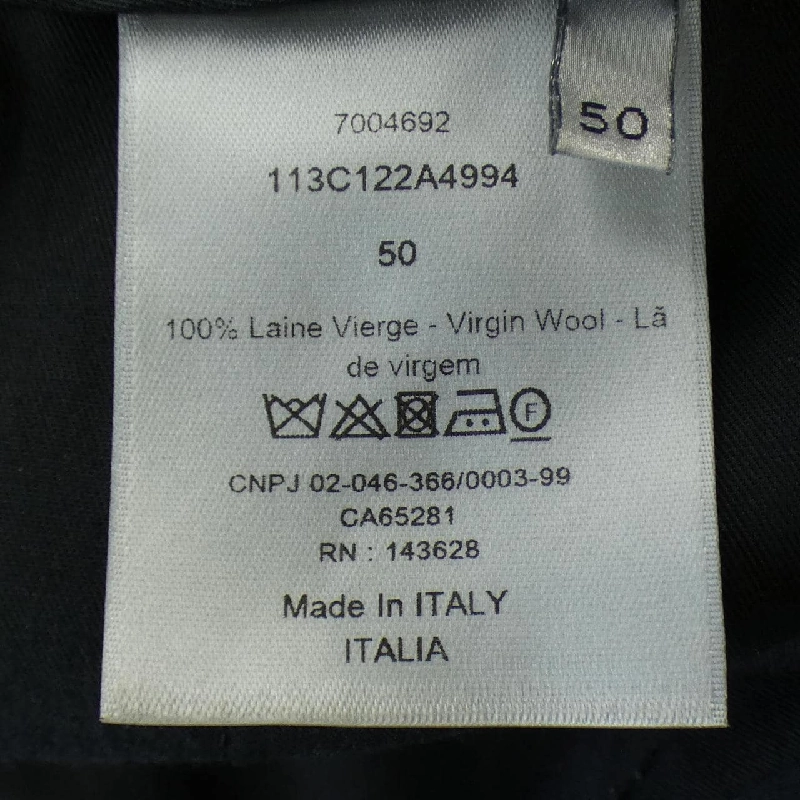 50
7004692
113C122A4994
50
100% Laine Vierge - Virgin Wool - Lã
de virgem
F
CNPJ 02-046-366/0003-99
CA65281
RN : 143628
Made In ITALY
ITALIA